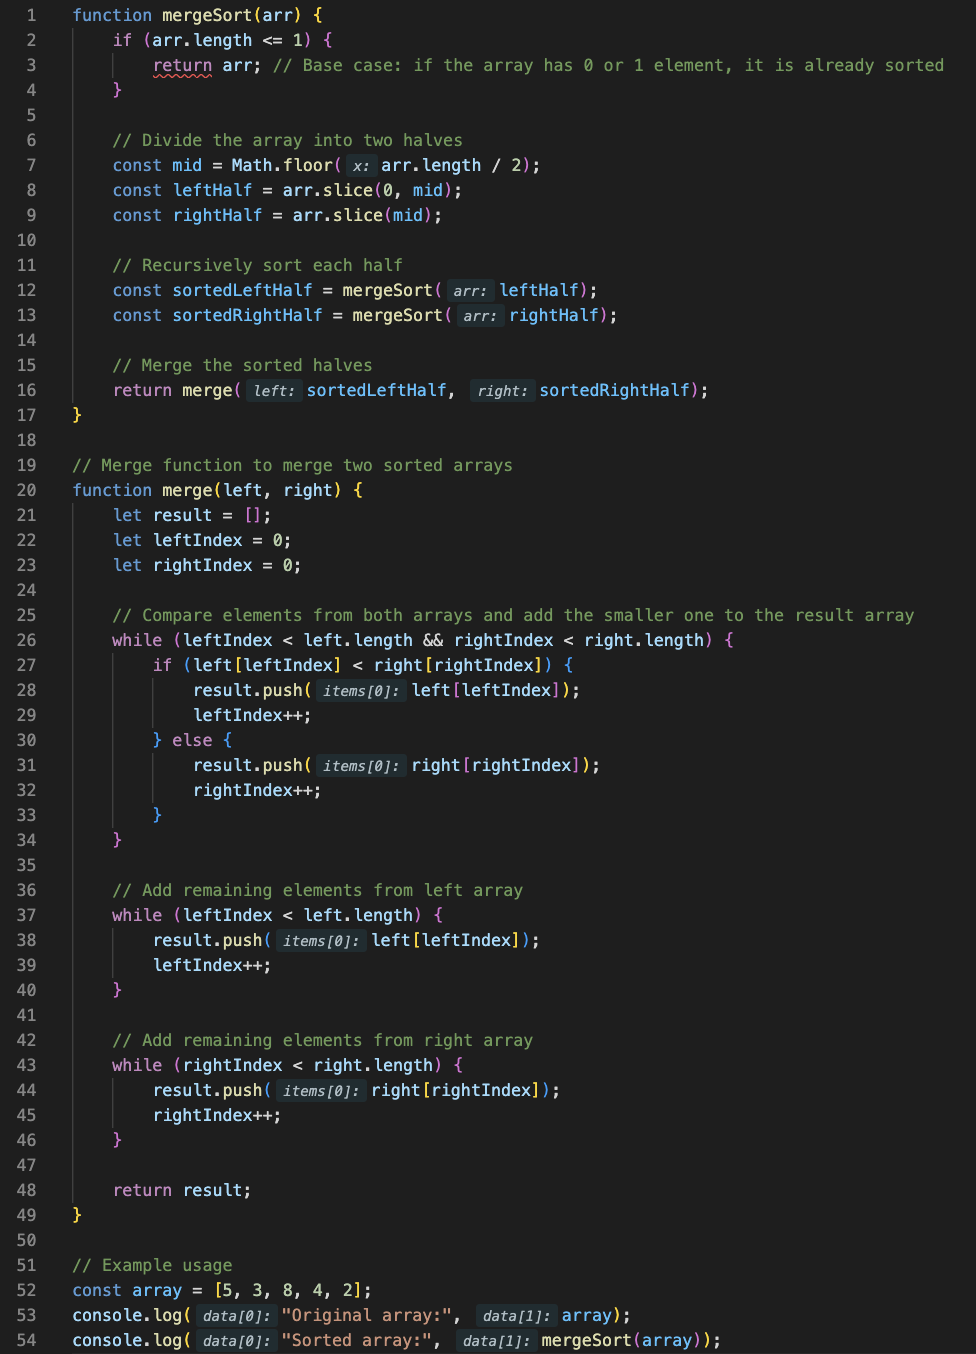 1 function mergeSort(arr) {
2 if (arr.length <= 1) {
3 return arr; // Base case: if the array has 0 or 1 element, it is already sorted
4 }
5
6 // Divide the array into two halves
7 const mid = Math.floor( x: arr.length / 2);
8 const leftHalf = arr.slice(0, mid);
9 const rightHalf = arr.slice(mid);
10
11 // Recursively sort each half
12 const sortedLeftHalf = mergeSort( arr: leftHalf);
13 const sortedRightHalf = mergeSort( arr: rightHalf);
14
15 // Merge the sorted halves
16 return merge( left: sortedLeftHalf, right: sortedRightHalf);
17 }
18
19 // Merge function to merge two sorted arrays
20 function merge(left, right) {
21 let result = [];
22 let leftIndex = 0;
23 let rightIndex = 0;
24
25 // Compare elements from both arrays and add the smaller one to the result array
26 while (leftIndex < left.length && rightIndex < right.length) {
27 if (left[leftIndex] < right[rightIndex]) {
28 result.push( items[0]: left[leftIndex]);
29 leftIndex++;
30 } else {
31 result.push( items[0]: right[rightIndex]);
32 rightIndex++;
33 }
34 }
35
36 // Add remaining elements from left array
37 while (leftIndex < left.length) {
38 result.push( items[0]: left[leftIndex]);
39 leftIndex++;
40 }
41
42 // Add remaining elements from right array
43 while (rightIndex < right.length) {
44 result.push( items[0]: right[rightIndex]);
45 rightIndex++;
46 }
47
48 return result;
49 }
50
51 // Example usage
52 const array = [5, 3, 8, 4, 2];
53 console.log( data[0]: "Original array:", data[1]: array);
54 console.log( data[0]: "Sorted array:", data[1]: mergeSort(array));